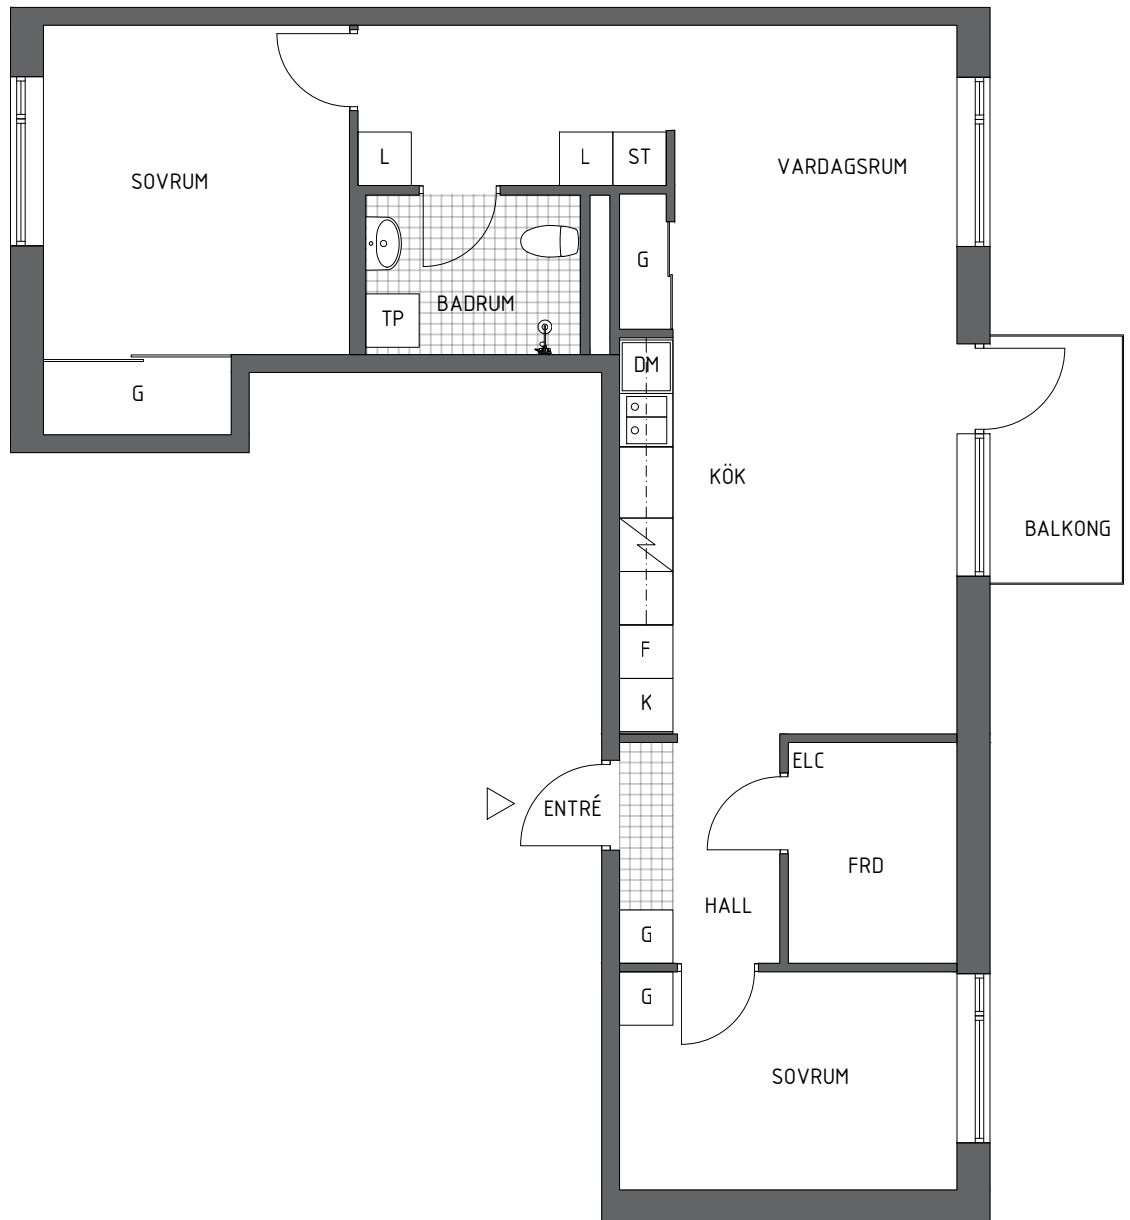 L
L
ST
VARDAGSRUM
SOVRUM
G
BADRUM
TP
DM
G
KÖK
BALKONG
F
K
ELC
ENTRÉ
FRD
HALL
G
G
SOVRUM